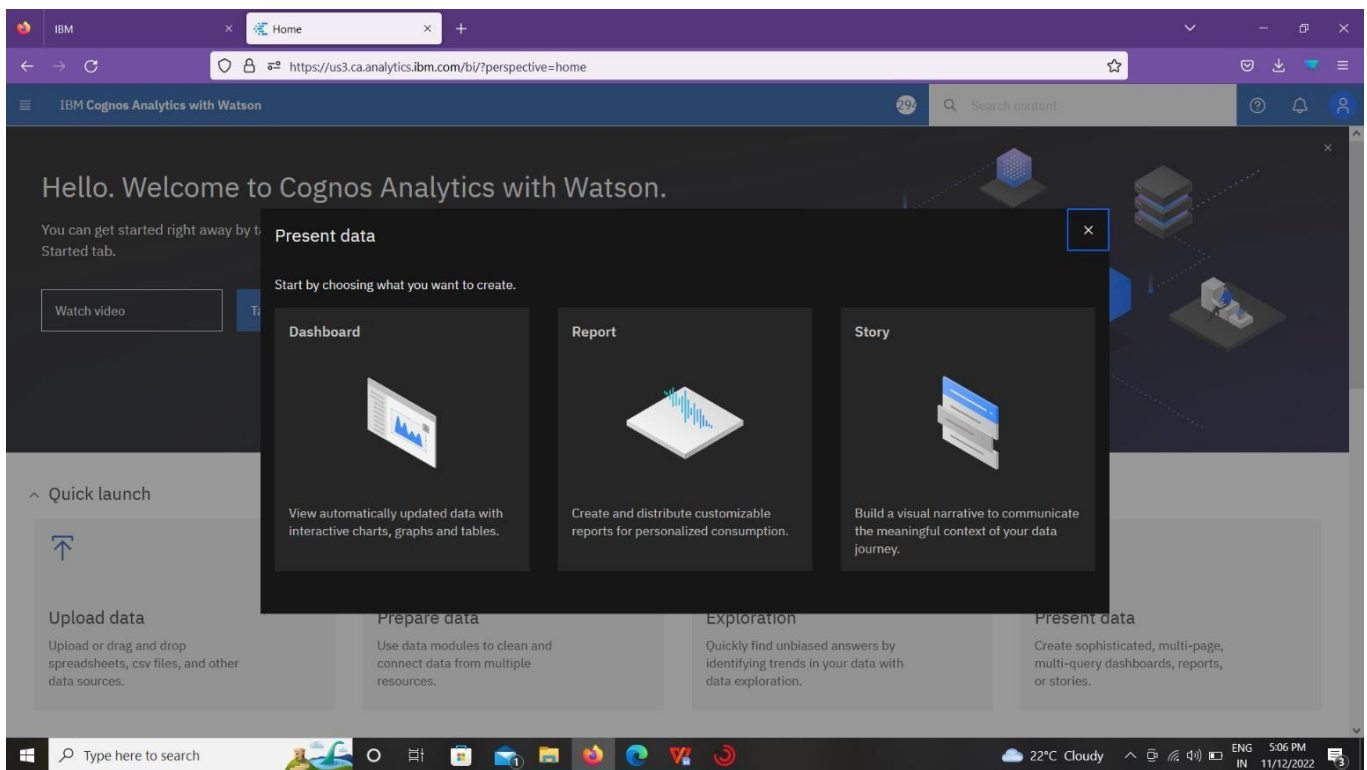 IBM
Home
https://us3.ca.analytics.ibm.com/bi/?perspective=home
IBM Cognos Analytics with Watson
294
Search content
Hello. Welcome to Cognos Analytics with Watson.
You can get started right away by
Started tab.
Watch video
Present data
Start by choosing what you want to create.
Dashboard
View automatically updated data with
interactive charts, graphs and tables.
Report
Create and distribute customizable
reports for personalized consumption.
Story
Build a visual narrative to communicate
the meaningful context of your data
journey.
Quick launch
Upload data
Upload or drag and drop
spreadsheets, csv files, and other
data sources.
Prepare data
Use data modules to clean and
connect data from multiple
resources.
Exploration
Quickly find unbiased answers by
identifying trends in your data with
data exploration.
Present data
Create sophisticated, multi-page,
multi-query dashboards, reports,
or stories.
Type here to search
1
22°C Cloudy
ENG
IN
5:06 PM
11/12/2022
3